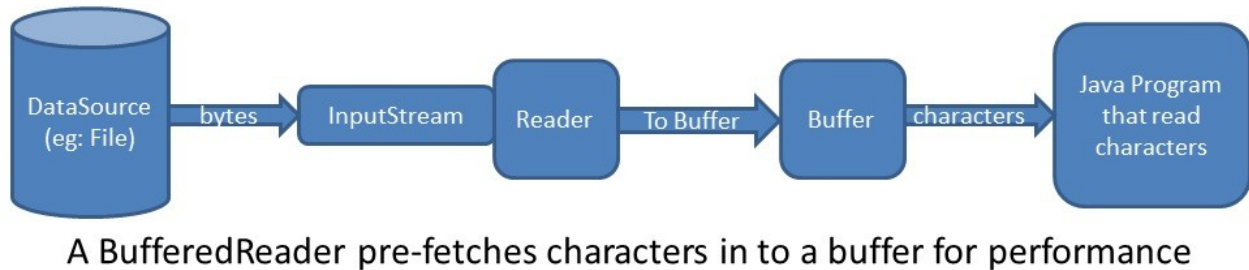 DataSource
(eg: File)
bytes
InputStream
Reader
To Buffer
Buffer
characters
Java Program
that read
characters
A BufferedReader pre-fetches characters in to a buffer for performance